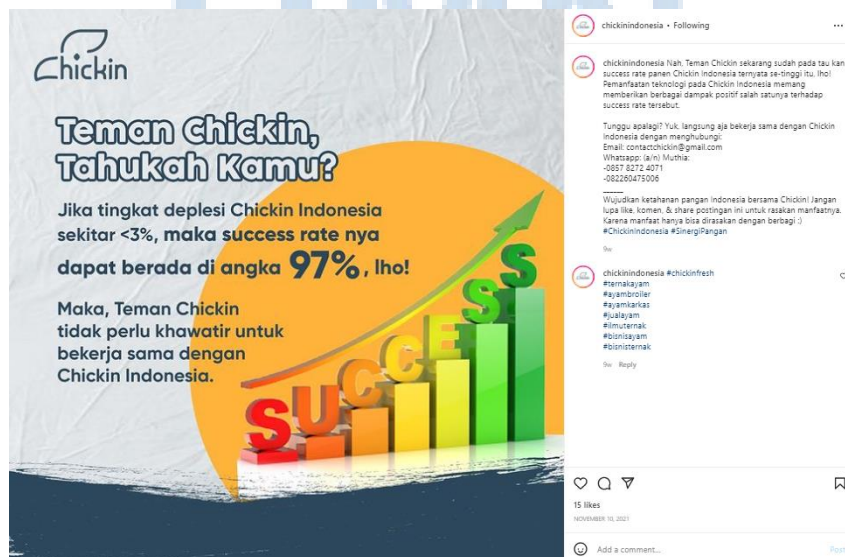 Chickin
Teman Chickin,
Tahukah Kamu?
Jika tingkat deplesi Chickin Indonesia
sekitar <3%, maka success rate nya
dapat berada di angka 97%, lho!
Maka, Teman Chickin
tidak perlu khawatir untuk
bekerja sama dengan
Chickin Indonesia.
SUCCESS
chickinindonesia • Following
chickinindonesia Nah, Teman Chickin sekarang sudah pada tau kan
success rate panen Chickin Indonesia ternyata se-tinggi itu, lho!
Pemanfaatan teknologi pada Chickin Indonesia memang
memberikan berbagai dampak positif salah satunya terhadap
success rate tersebut.
Tunggu apalagi? Yuk, langsung aja bekerja sama dengan Chickin
Indonesia dengan menghubungi:
Email: contactchickin@gmail.com
Whatsapp: (a/n) Muthia:
-0857 8272 4071
-082260475006
______
Wujudkan ketahanan pangan Indonesia bersama Chickin! Jangan
lupa like, komen, & share postingan ini untuk rasakan manfaatnya.
Karena manfaat hanya bisa dirasakan dengan berbagi :)
#ChickinIndonesia #SinergiPangan
9w
chickinindonesia #chickinfresh
#ternakayam
#ayambroiler
#ayamkarkas
#jualayam
#ilmuternak
#bisnisayam
#bisnisternak
9w Reply
15 likes
NOVEMBER 10, 2021
Add a comment...
Post